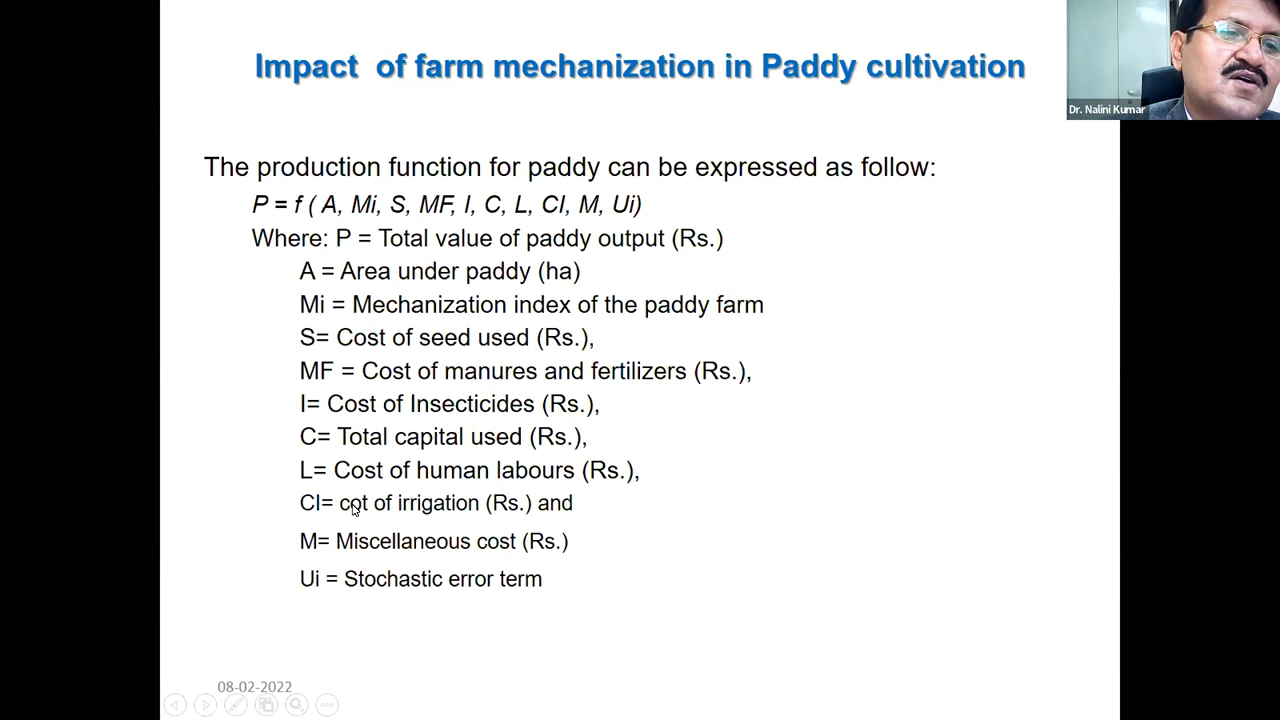 Impact of farm mechanization in Paddy cultivation
Dr. Nalini Kumar
The production function for paddy can be expressed as follow:
P = f ( A, Mi, S, MF, I, C, L, CI, M, Ui)
Where: P = Total value of paddy output (Rs.)
A = Area under paddy (ha)
Mi = Mechanization index of the paddy farm
S= Cost of seed used (Rs.),
MF = Cost of manures and fertilizers (Rs.),
I= Cost of Insecticides (Rs.),
C= Total capital used (Rs.),
L= Cost of human labours (Rs.),
CI= cot of irrigation (Rs.) and
M= Miscellaneous cost (Rs.)
Ui = Stochastic error term
08-02-2022